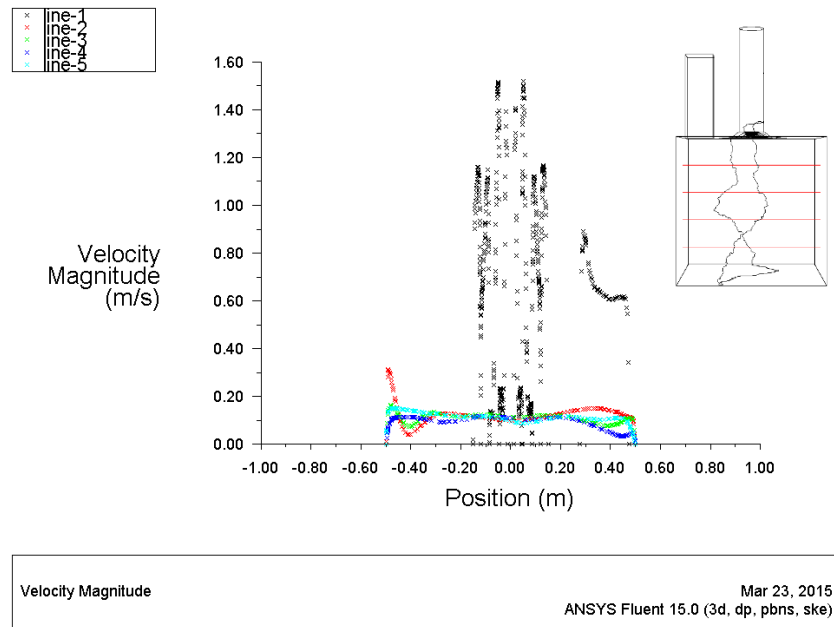 line-1
line-2
line-3
line-4
line-5
1.60
1.40
1.20
1.00
0.80
0.60
0.40
0.20
0.00
Velocity
Magnitude
(m/s)
-1.00 -0.80 -0.60 -0.40 -0.20 0.00 0.20 0.40 0.60 0.80 1.00
Position (m)
Velocity Magnitude
Mar 23, 2015
ANSYS Fluent 15.0 (3d, dp, pbns, ske)